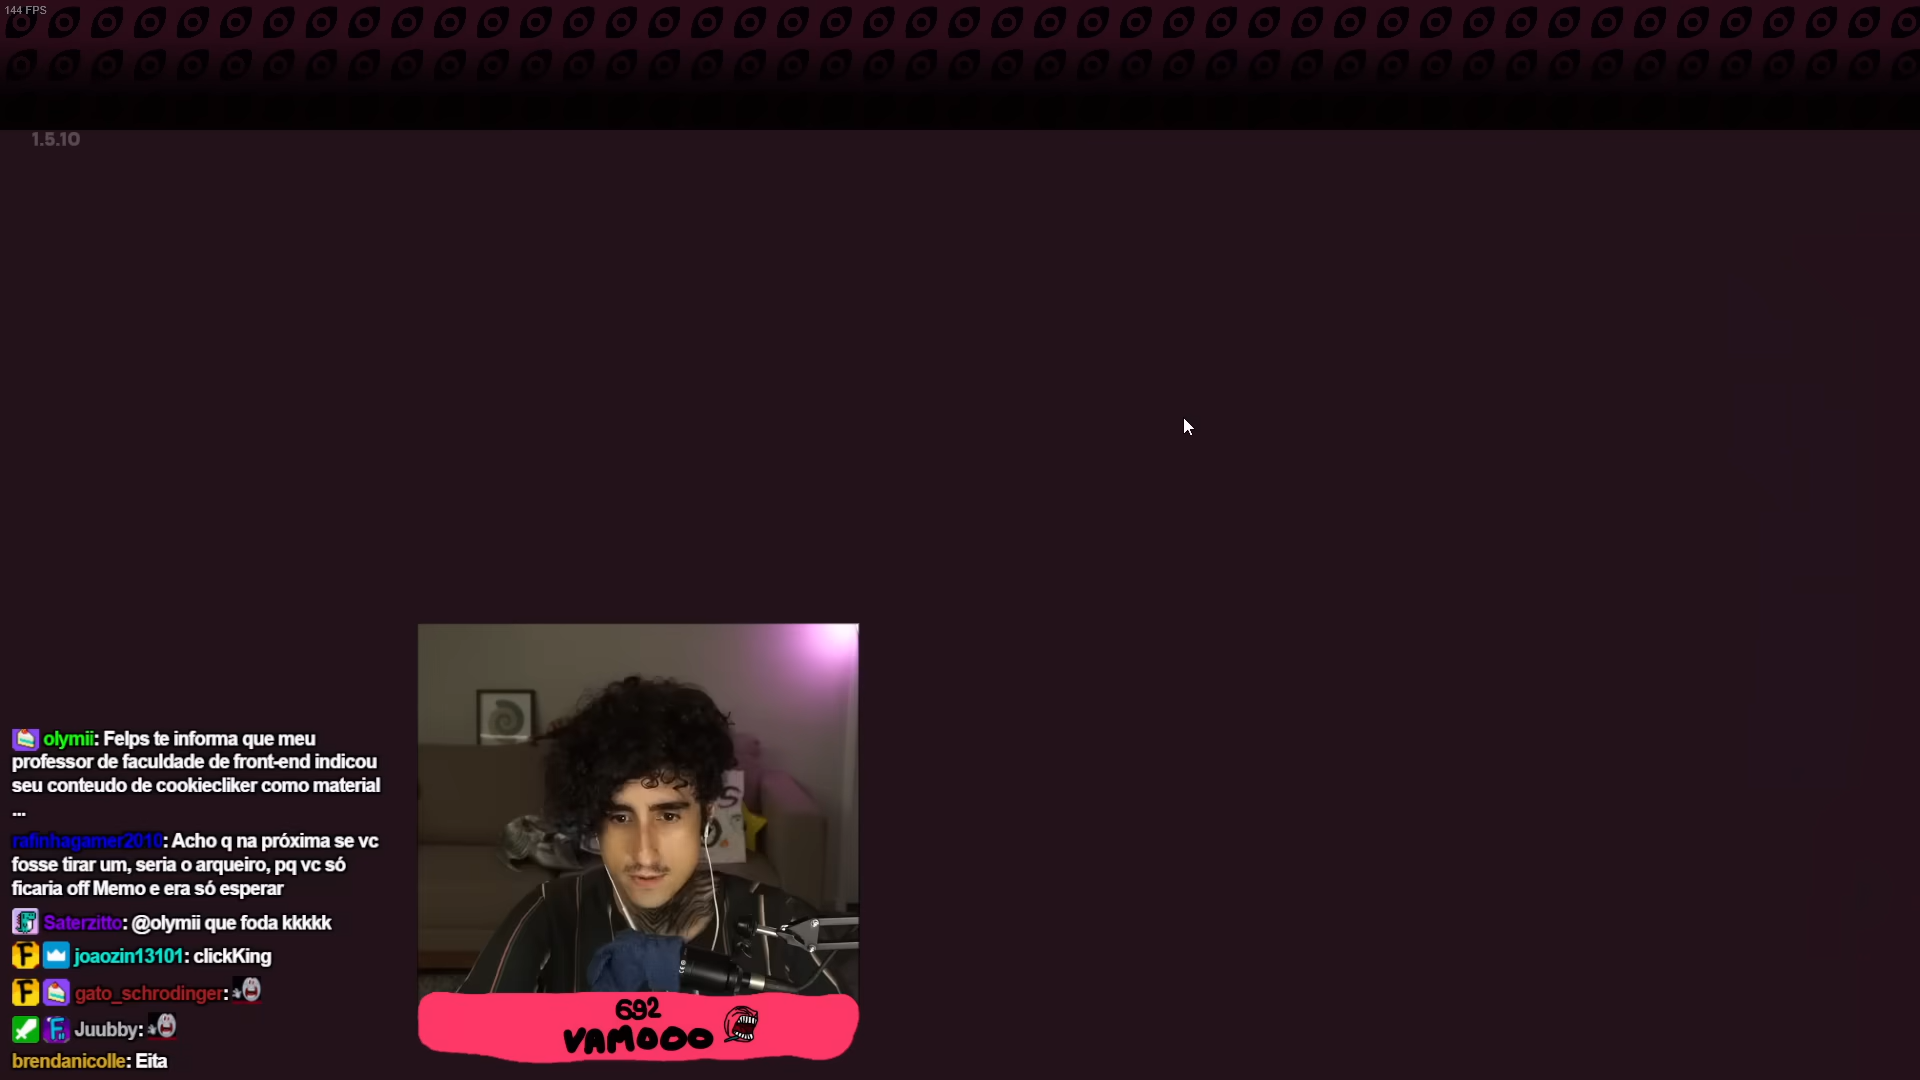 144 FPS
1.5.10
olymii: Felps te informa que meu
professor de faculdade de front-end indicou
seu conteudo de cookiecliker como material
...
rafinhagamer2010: Acho q na próxima se vc
fosse tirar um, seria o arqueiro, pq vc só
ficaria off Memo e era só esperar
Saterzitto: @olymii que foda kkkkk
F joaozin13101: clickKing
F gato_schrodinger:
F Juubby:
brendanicolle: Eita
692
VAMOOO